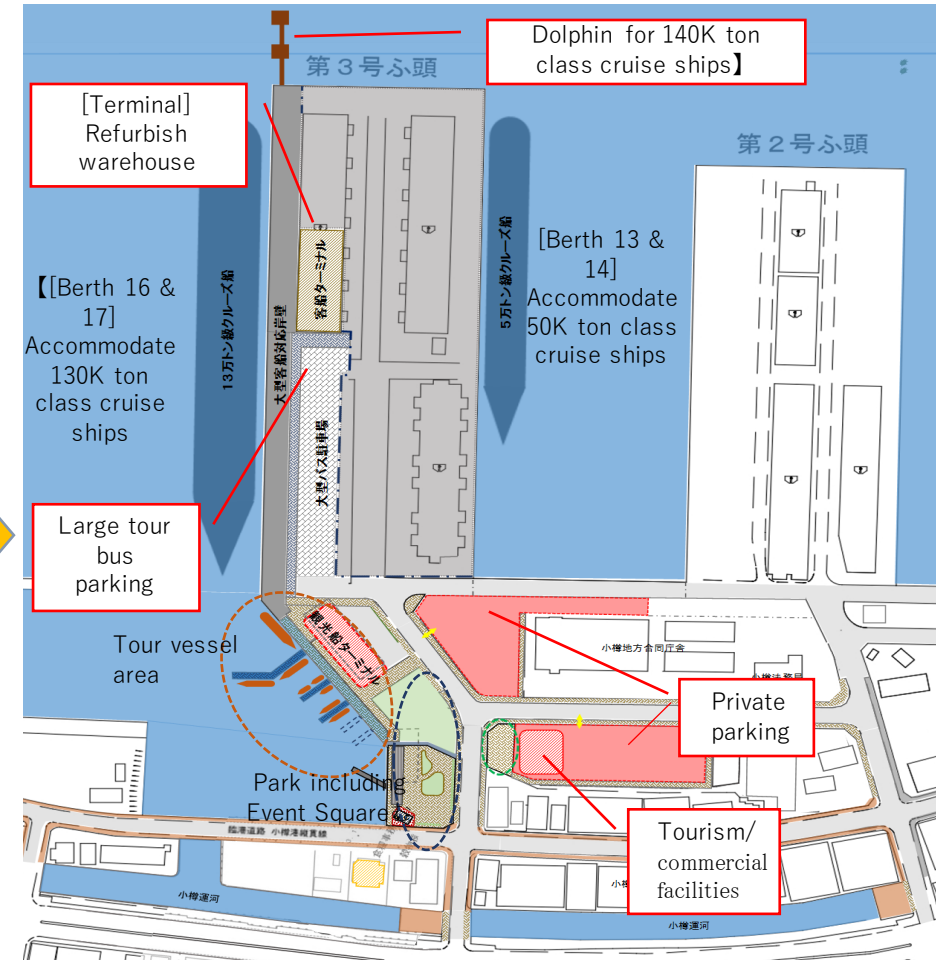 Dolphin for 140K ton
class cruise ships】
第３号ふ頭
[Terminal]
Refurbish
warehouse
第２号ふ頭
13万トン級クルーズ船
大型客船対応岸壁
客船ターミナル
5万トン級クルーズ船
[Berth 13 &
14]
Accommodate
50K ton class
cruise ships
【[Berth 16 &
17]
Accommodate
130K ton
class cruise
ships
大型バス駐車場
Large tour
bus
parking
Tour vessel
area
観光船ターミナル
小樽地方合同庁舎
Private
parking
Park including
Event Square
臨港道路 小樽港縦貫線
Tourism/
commercial
facilities
小樽運河
小樽運河